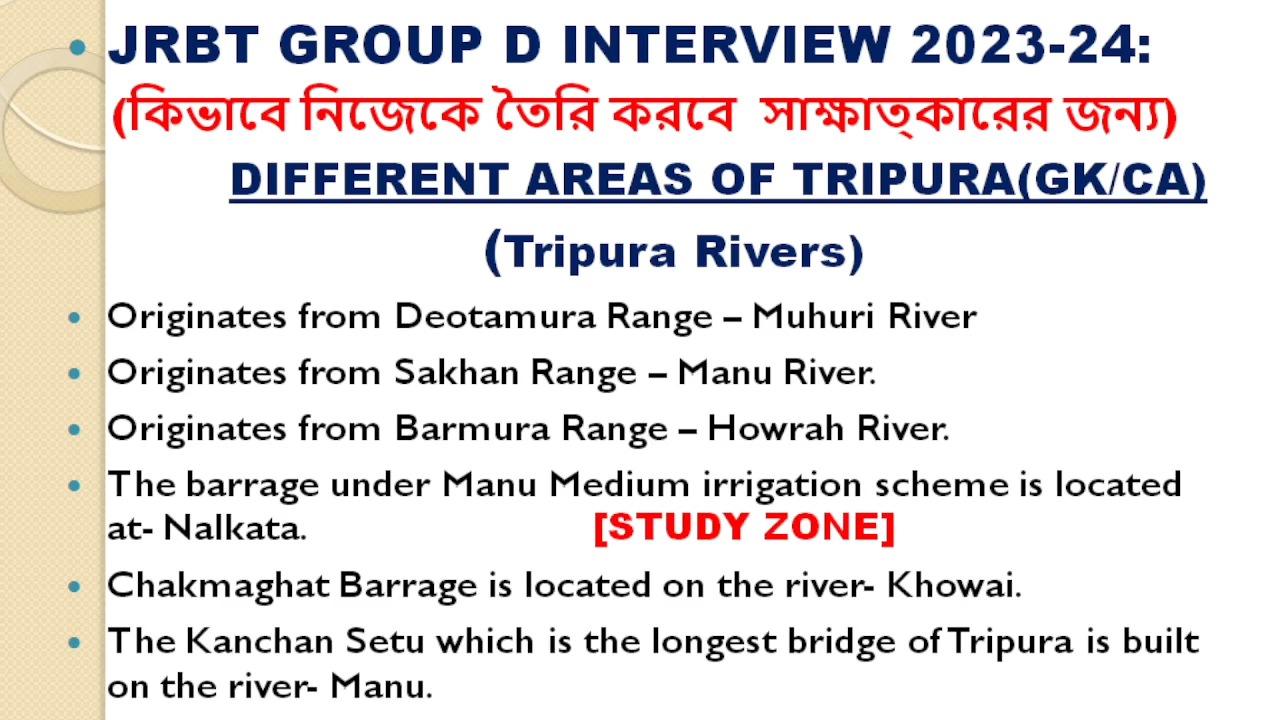 JRBT GROUP D INTERVIEW 2023-24:
(কিভাবে নিজেকে তৈরি করবে সাক্ষাত্কারের জন্য)
DIFFERENT AREAS OF TRIPURA(GK/CA)
(Tripura Rivers)
Originates from Deotamura Range – Muhuri River
Originates from Sakhan Range – Manu River.
Originates from Barmura Range – Howrah River.
The barrage under Manu Medium irrigation scheme is located
at- Nalkata. [STUDY ZONE]
Chakmaghat Barrage is located on the river- Khowai.
The Kanchan Setu which is the longest bridge of Tripura is built
on the river- Manu.